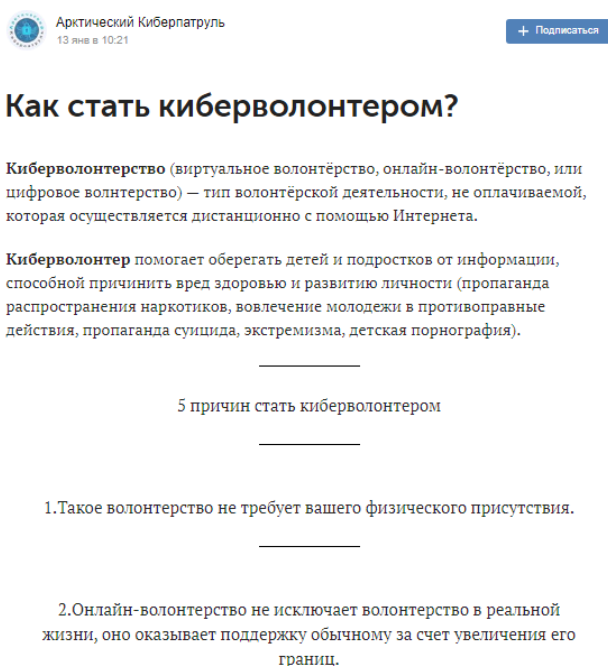 Арктический Киберпатруль
13 янв в 10:21
+ Подписаться
Как стать киберволонтером?
Киберволонтерство (виртуальное волонтёрство, онлайн-волонтёрство, или
цифровое волнтерство) — тип волонтёрской деятельности, не оплачиваемой,
которая осуществляется дистанционно с помощью Интернета.
Киберволонтер помогает оберегать детей и подростков от информации,
способной причинить вред здоровью и развитию личности (пропаганда
распространения наркотиков, вовлечение молодежи в противоправные
действия, пропаганда суицида, экстремизма, детская порнография).
5 причин стать киберволонтером
1.Такое волонтерство не требует вашего физического присутствия.
2.Онлайн-волонтерство не исключает волонтерство в реальной
жизни, оно оказывает поддержку обычному за счет увеличения его
границ.